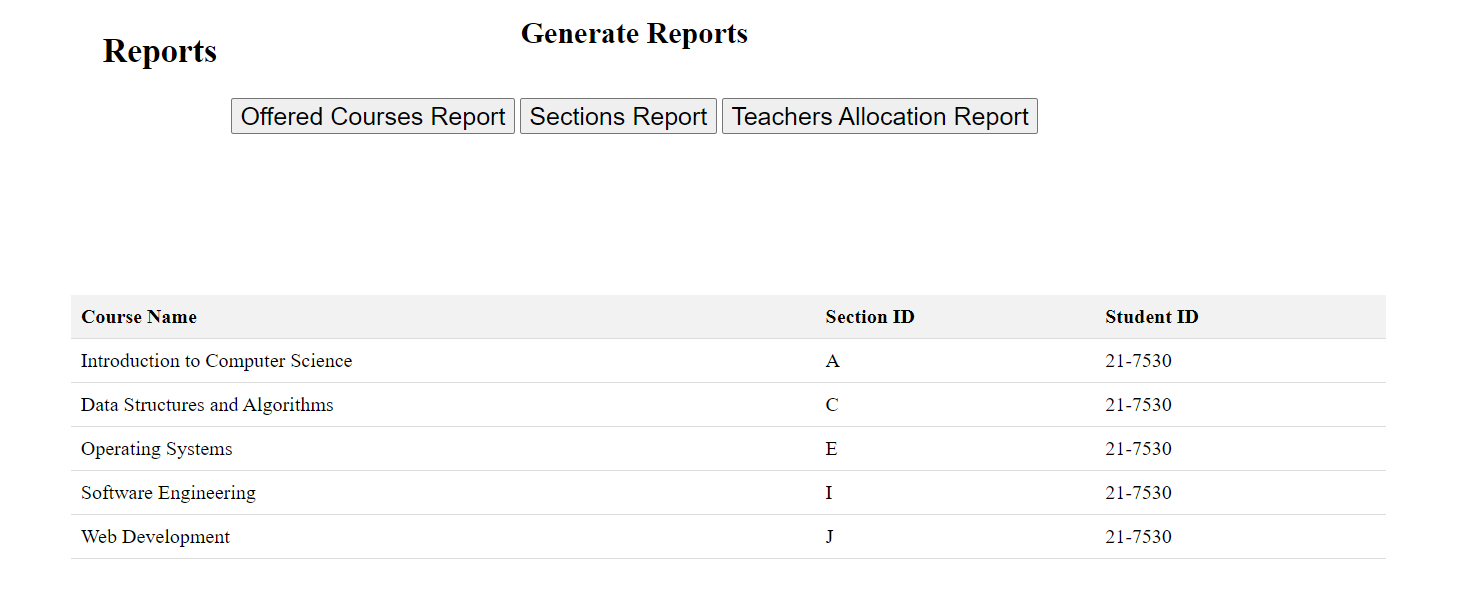 Reports
Generate Reports
Offered Courses Report Sections Report Teachers Allocation Report
Course Name Section ID Student ID
Introduction to Computer Science A 21-7530
Data Structures and Algorithms C 21-7530
Operating Systems E 21-7530
Software Engineering I 21-7530
Web Development J 21-7530